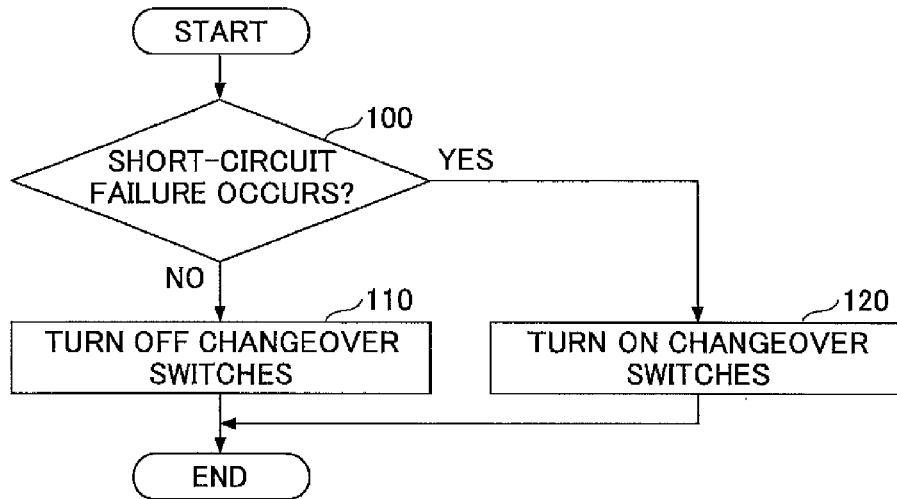 START
100
SHORT-CIRCUIT
FAILURE OCCURS?
YES
NO
110
TURN OFF CHANGEOVER
SWITCHES
120
TURN ON CHANGEOVER
SWITCHES
END